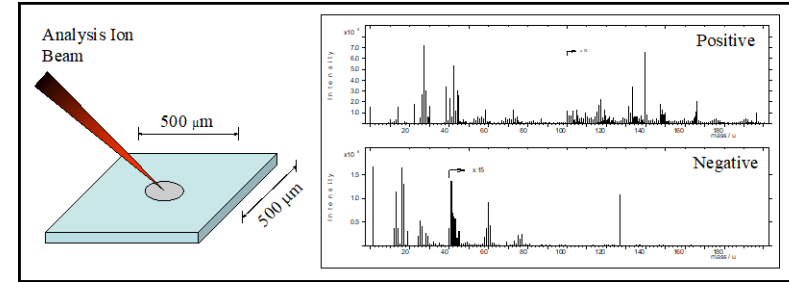 Analysis Ion
Beam
500 μm
500 μm
Positive
x10
Intensity
7.0
6.0
5.0
4.0
3.0
2.0
1.0
20
40
60
80
100
120
140
160
180
mass / u
Negative
x 15
x10
Intensity
1.5
1.0
0.5
20
40
60
80
100
120
140
160
180
mass / u